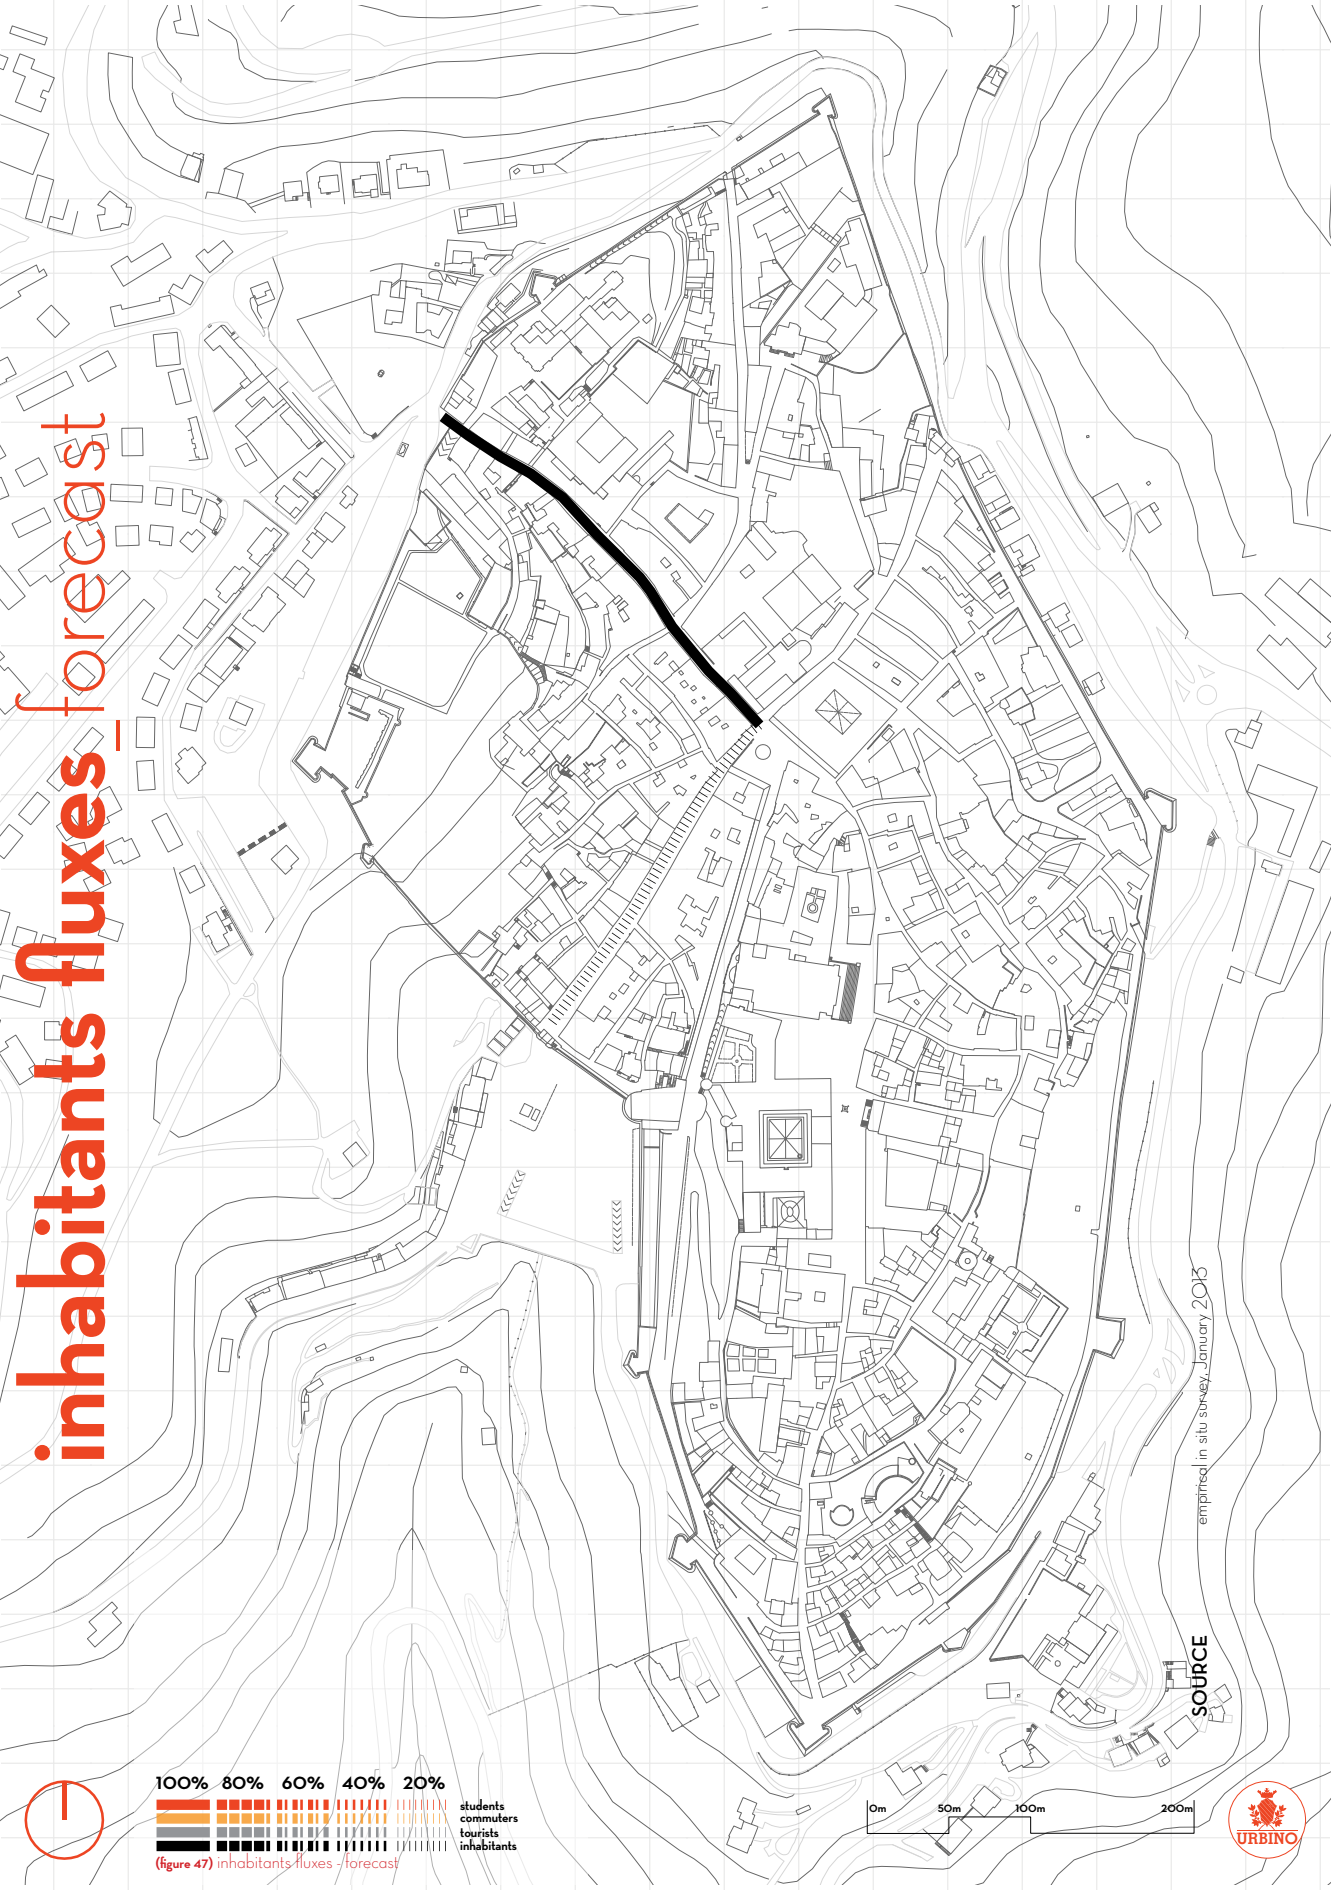 inhabitants fluxes_forecast
empirical in situ survey, January 2013
SOURCE
100% 80% 60% 40% 20%
students
commuters
tourists
inhabitants
(figure 47) inhabitants fluxes - forecast
0m 50m 100m 200m
URBINO